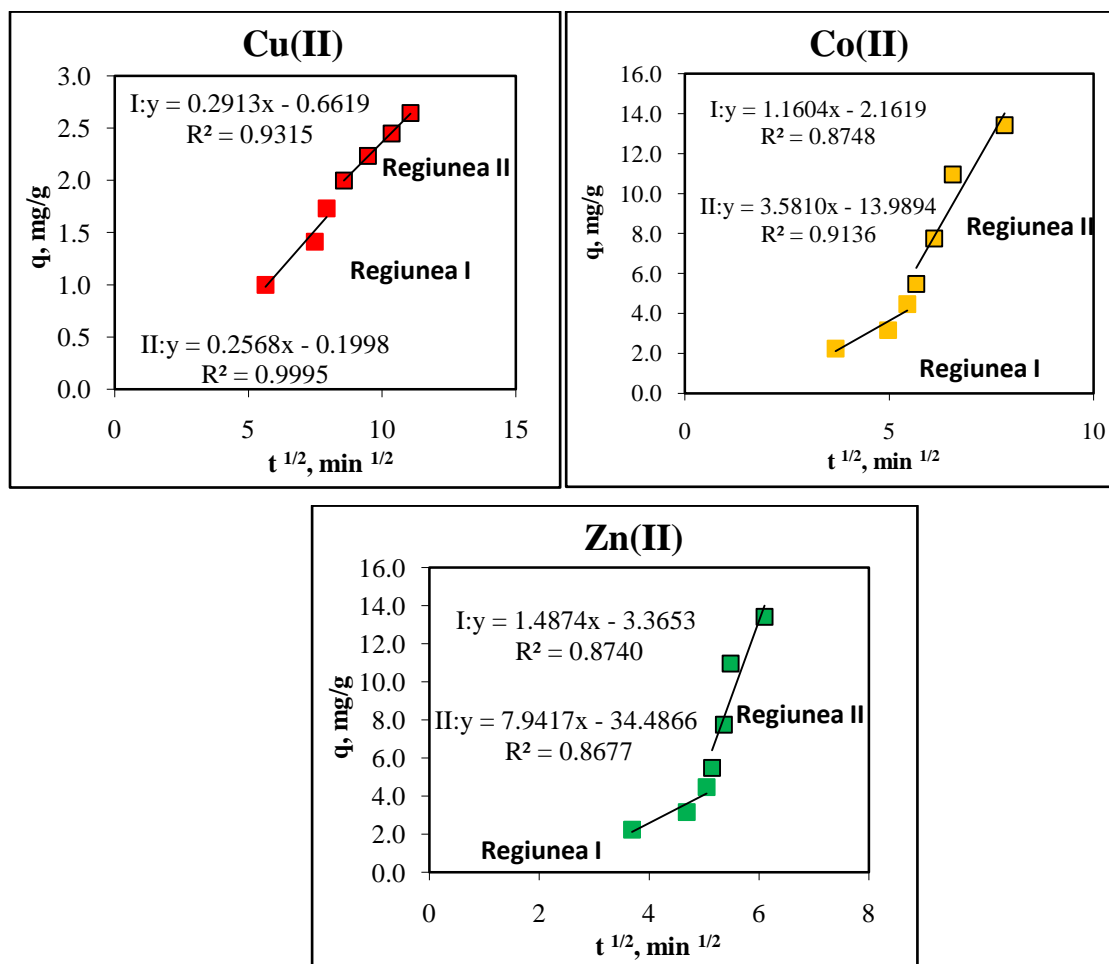 Cu(II)
3.0
2.5
2.0
1.5
1.0
0.5
0.0
q, mg/g
I:y = 0.2913x - 0.6619
R² = 0.9315
Regiunea II
Regiunea I
II:y = 0.2568x - 0.1998
R² = 0.9995
0 5 10 15
t 1/2, min 1/2
Co(II)
16.0
14.0
12.0
10.0
8.0
6.0
4.0
2.0
0.0
q, mg/g
I:y = 1.1604x - 2.1619
R² = 0.8748
II:y = 3.5810x - 13.9894
R² = 0.9136
Regiunea II
Regiunea I
0 5 10
t 1/2, min 1/2
Zn(II)
16.0
14.0
12.0
10.0
8.0
6.0
4.0
2.0
0.0
q, mg/g
I:y = 1.4874x - 3.3653
R² = 0.8740
II:y = 7.9417x - 34.4866
R² = 0.8677
Regiunea II
Regiunea I
0 2 4 6 8
t 1/2, min 1/2